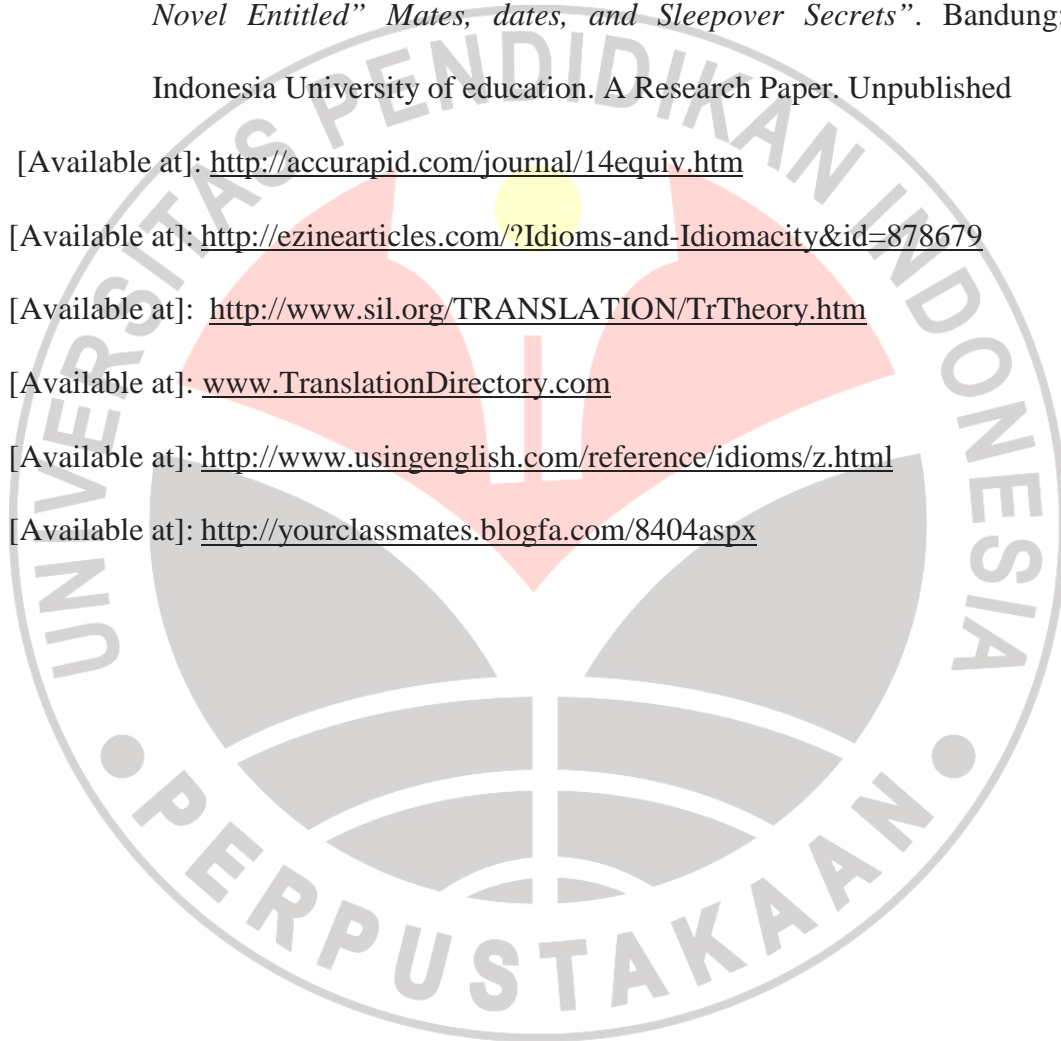 Novel Entitled” Mates, dates, and Sleepover Secrets”. Bandung:
Indonesia University of education. A Research Paper. Unpublished
[Available at]: http://accurapid.com/journal/14equiv.htm
[Available at]: http://ezinearticles.com/?Idioms-and-Idiomacity&id=878679
[Available at]: http://www.sil.org/TRANSLATION/TrTheory.htm
[Available at]: www.TranslationDirectory.com
[Available at]: http://www.usingenglish.com/reference/idioms/z.html
[Available at]: http://yourclassmates.blogfa.com/8404aspx
UNIVERSITAS PENDIDIKAN INDONESIA
PERPUSTAKAAN